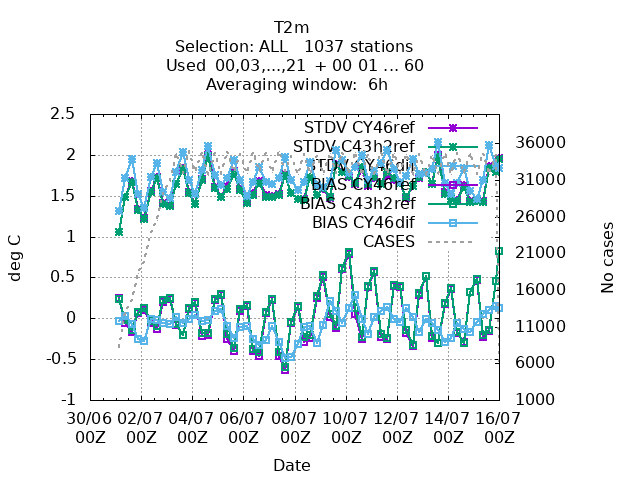 T2m
Selection: ALL   1037 stations
Used  00,03,...,21  + 00 01 ... 60
Averaging window:  6h
deg C
No cases
2.5
2
1.5
1
0.5
0
-0.5
-1
36000
31000
26000
21000
16000
11000
6000
1000
STDV CY46ref
STDV C43h2ref
STDV CY46dif
BIAS CY46ref
BIAS C43h2ref
BIAS CY46dif
CASES
30/06 02/07 04/07 06/07 08/07 10/07 12/07 14/07 16/07
00Z 00Z 00Z 00Z 00Z 00Z 00Z 00Z 00Z
Date